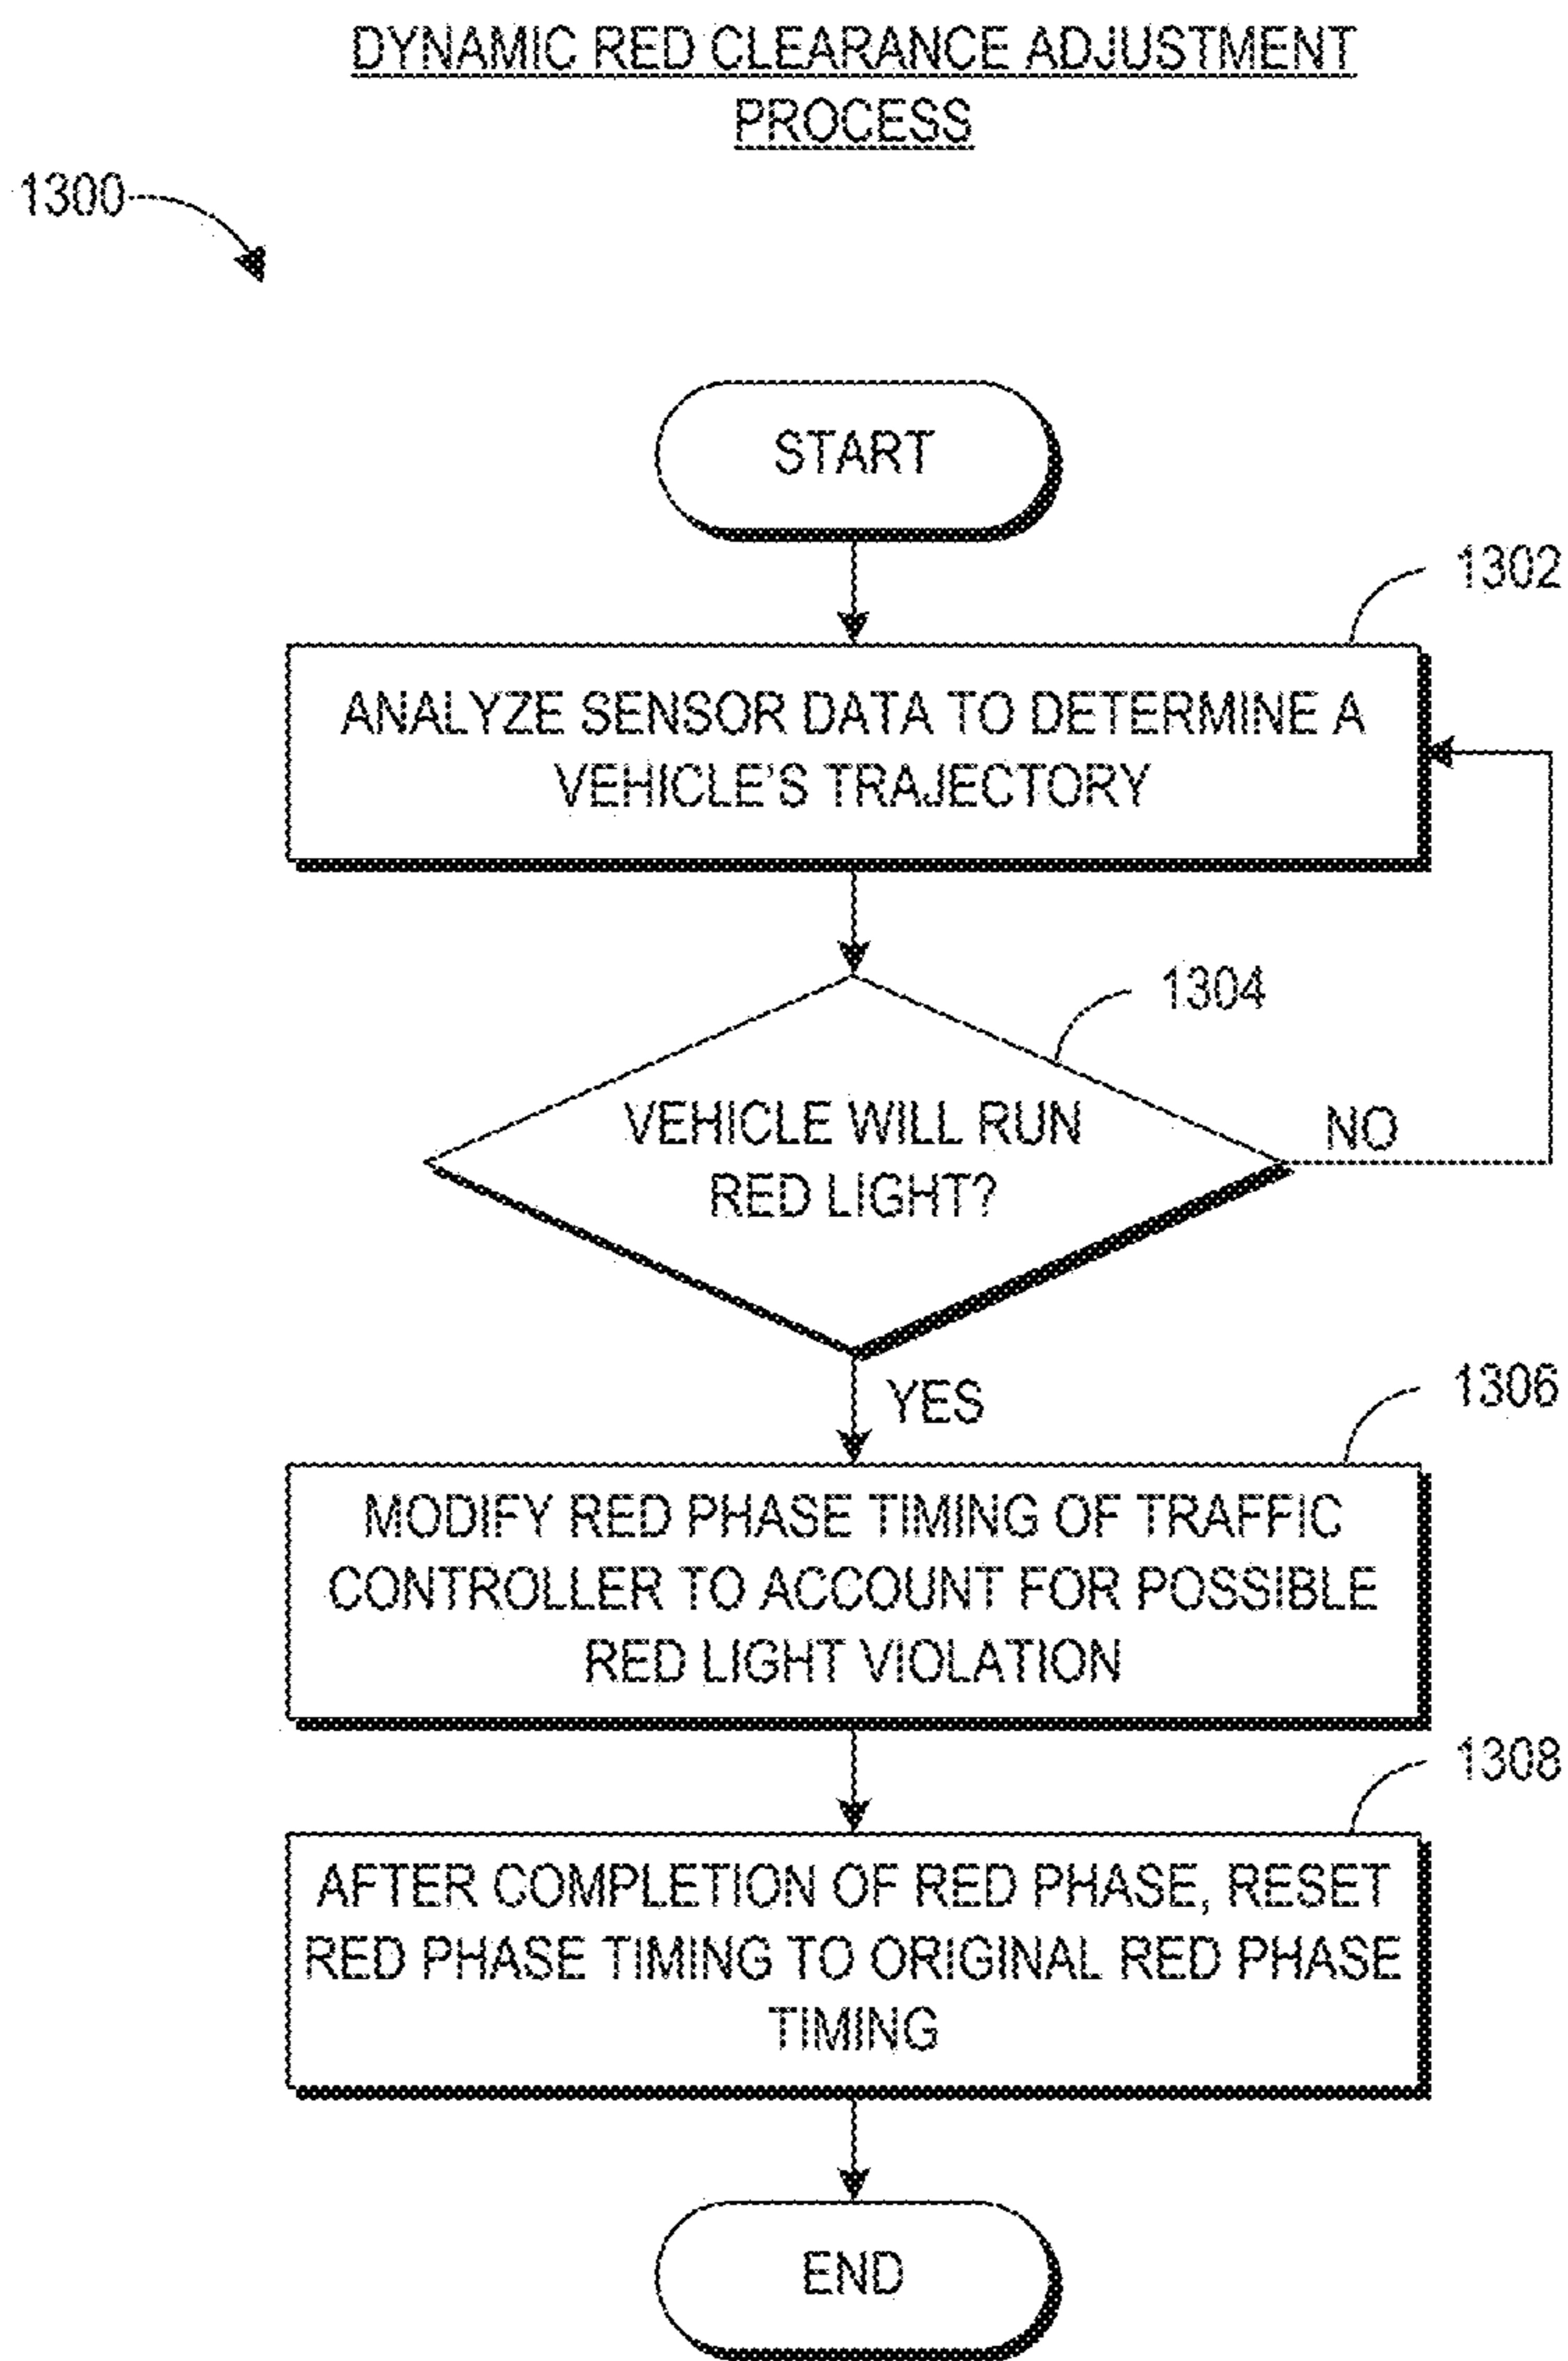 DYNAMIC RED CLEARANCE ADJUSTMENT
PROCESS
1300
START
1302
ANALYZE SENSOR DATA TO DETERMINE A
VEHICLE'S TRAJECTORY
1304
VEHICLE WILL RUN
RED LIGHT?
NO
YES
1306
MODIFY RED PHASE TIMING OF TRAFFIC
CONTROLLER TO ACCOUNT FOR POSSIBLE
RED LIGHT VIOLATION
1308
AFTER COMPLETION OF RED PHASE, RESET
RED PHASE TIMING TO ORIGINAL RED PHASE
TIMING
END